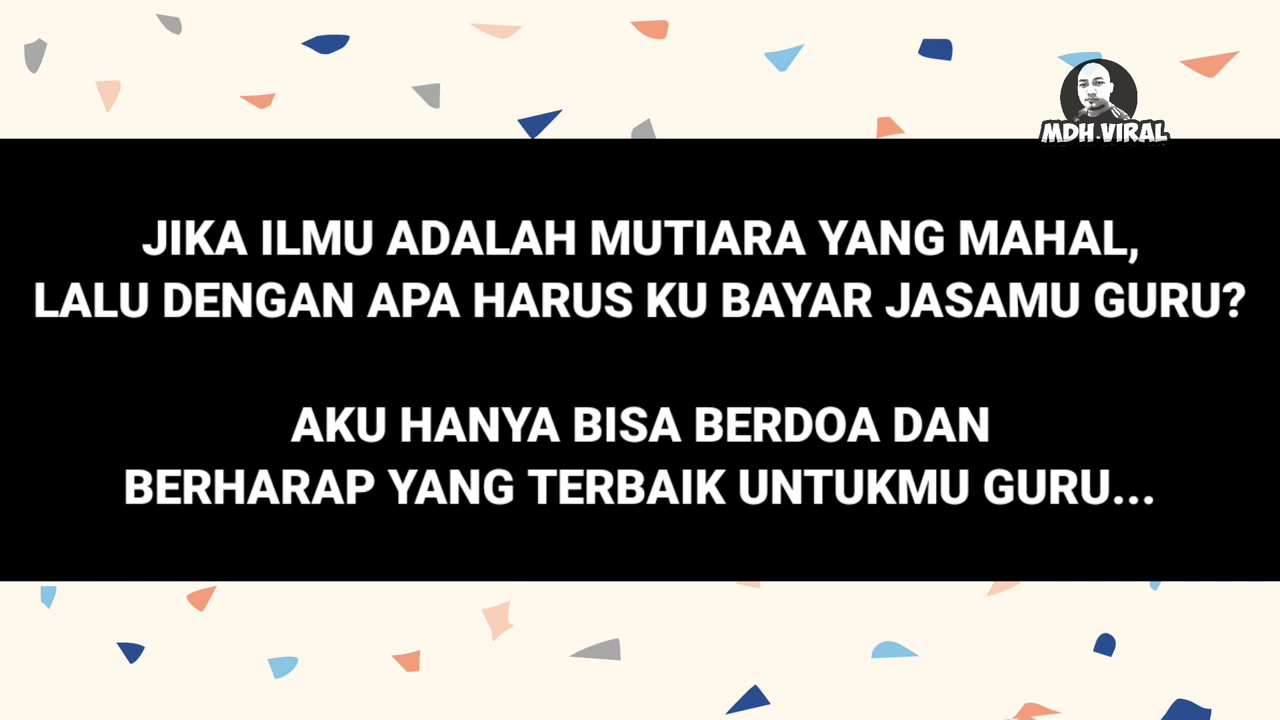 MDH.VIRAL
JIKA ILMU ADALAH MUTIARA YANG MAHAL,
LALU DENGAN APA HARUS KU BAYAR JASAMU GURU?
AKU HANYA BISA BERDOA DAN
BERHARAP YANG TERBAIK UNTUKMU GURU...